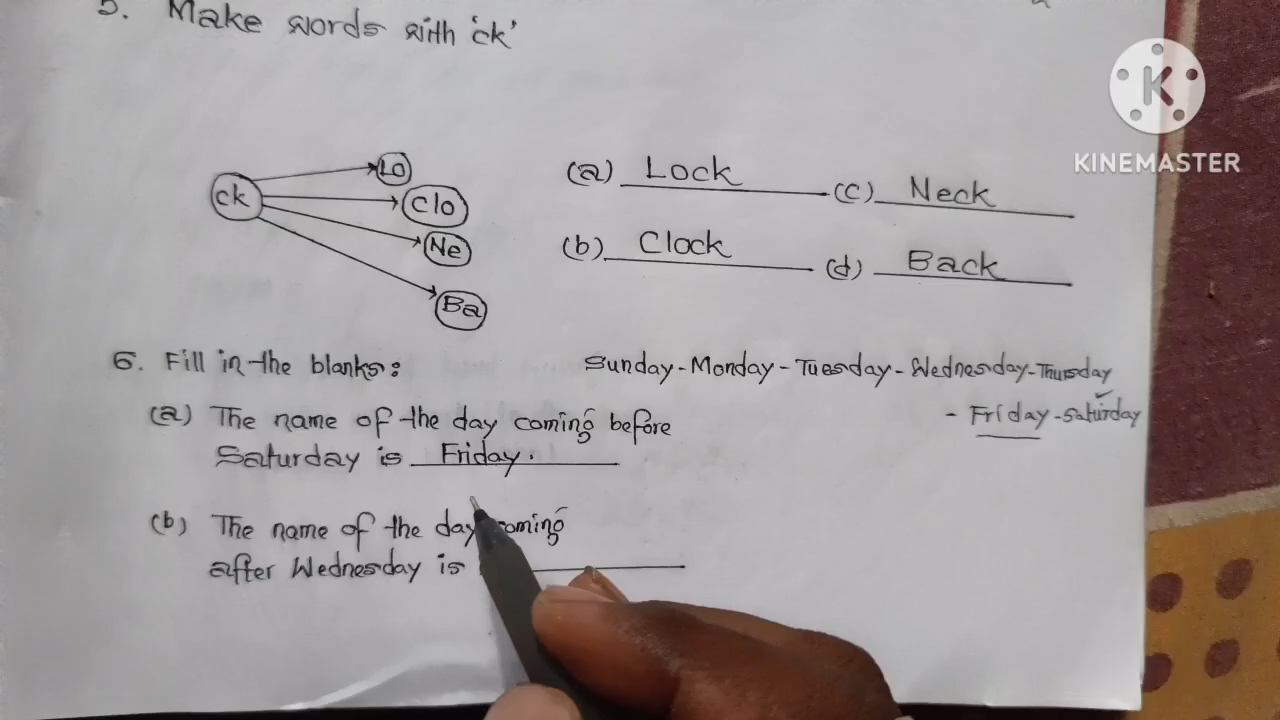 5. Make words with 'ck'
ck
Lo
Clo
Ne
Ba
(a) Lock
(c) Neck
(b) Clock
(d) Back
6. Fill in the blanks:
Sunday - Monday - Tuesday - Wednesday - Thursday
- Friday - Saturday
(a) The name of the day coming before
Saturday is Friday.
(b) The name of the day coming
after Wednesday is
K
KINEMASTER